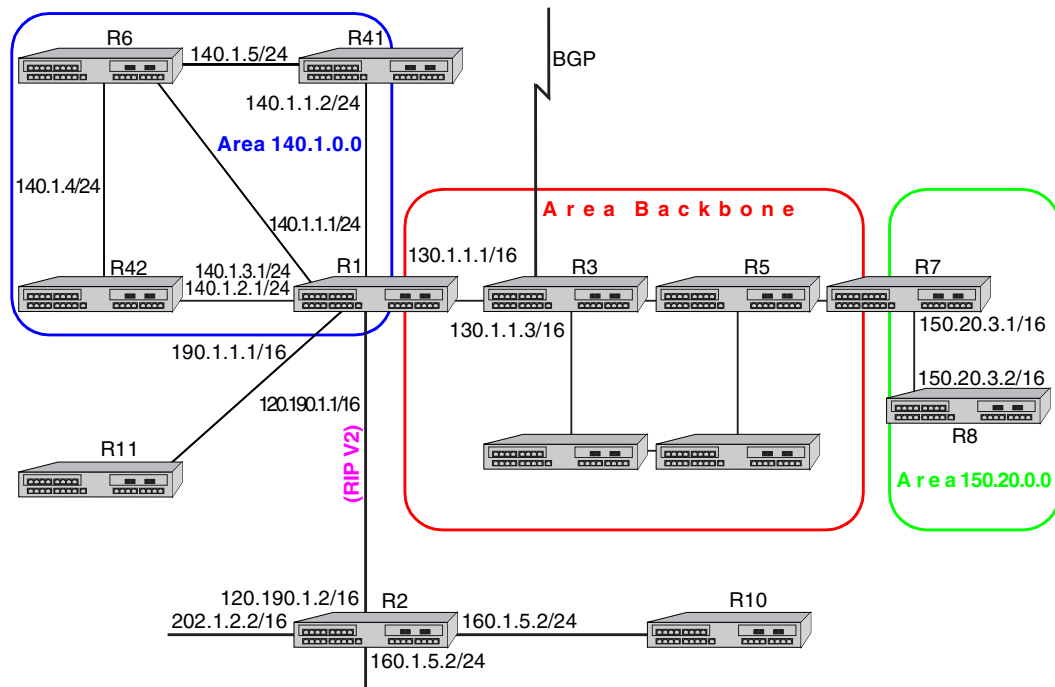 R6
R41
140.1.5/24
BGP
140.1.1.2/24
Area 140.1.0.0
140.1.4/24
Area Backbone
140.1.1.1/24
130.1.1.1/16
R42
140.1.3.1/24
R1
R3
R5
R7
140.1.2.1/24
150.20.3.1/16
130.1.1.3/16
190.1.1.1/16
150.20.3.2/16
120.190.1.1/16
R8
R11
(RIP V2)
Area 150.20.0.0
120.190.1.2/16
R2
R10
202.1.2.2/16
160.1.5.2/24
160.1.5.2/24